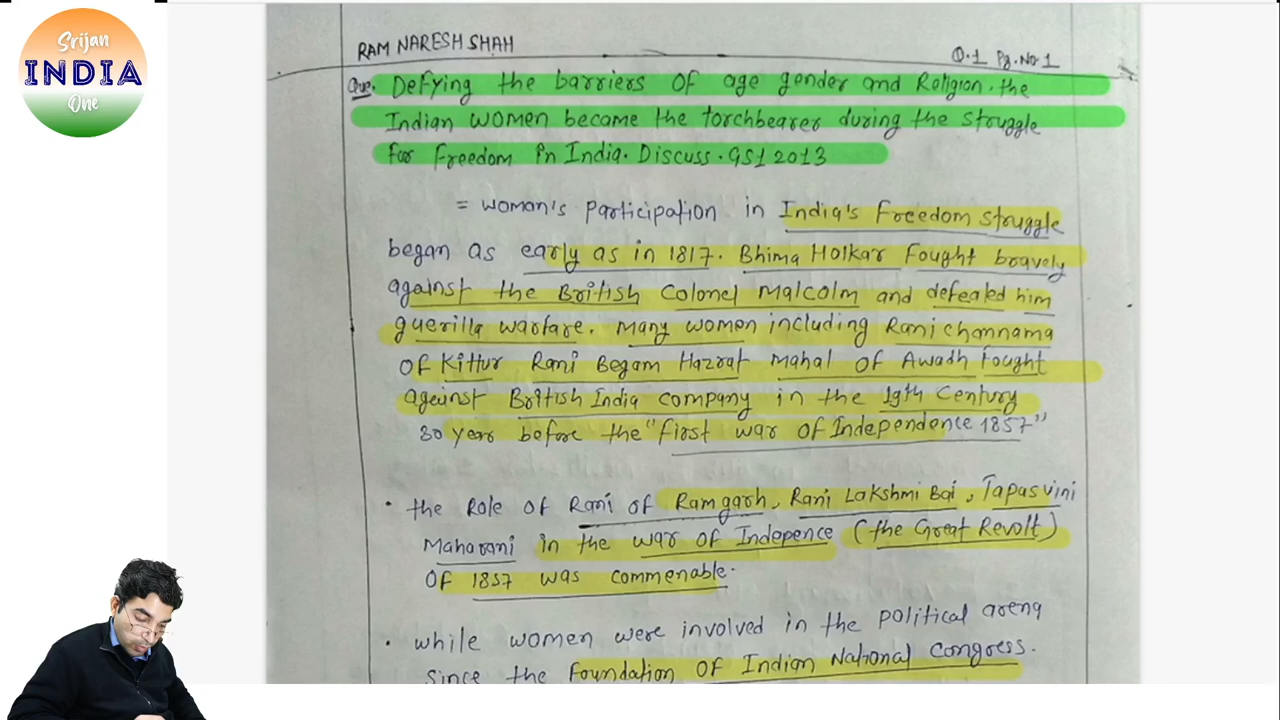 Srijan
INDIA
One
RAM NARESH SHAH
Q.1 Pg.No 1
Que. Defying the barriers of age gender and Religion. the
Indian women become the torchbearer during the struggle
for Freedom in India. Discuss. GS1 2013
= woman's participation in India's Freedom struggle
began as early as in 1817. Bhima Holkar Fought bravely
against the British Colonel Malcolm and defealed him
guerilla warfare. Many women including Rani channama
Of Kittur Rani Begam Hazrat Mahal of Awadh Fought
against British India company in the 19th Century
30 year before the "first war of Independence 1857"
• the Role of Rani of Ramgarh, Rani Lakshmi Bai, Tapasvini
Maharani in the war of Indepence (the Great Revolt)
OF 1857 was commenable.
• while women were involved in the political arena
since the foundation of Indian National Congress.